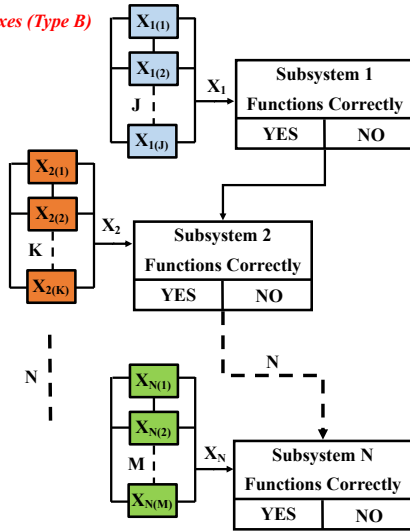 xes (Type B)
X1(1)
X1(2)
J
X1(J)
X1
Subsystem 1
Functions Correctly
YES NO
X2(1)
X2(2)
K
X2(K)
X2
Subsystem 2
Functions Correctly
YES NO
N
N
XN(1)
XN(2)
M
XN(M)
XN
Subsystem N
Functions Correctly
YES NO